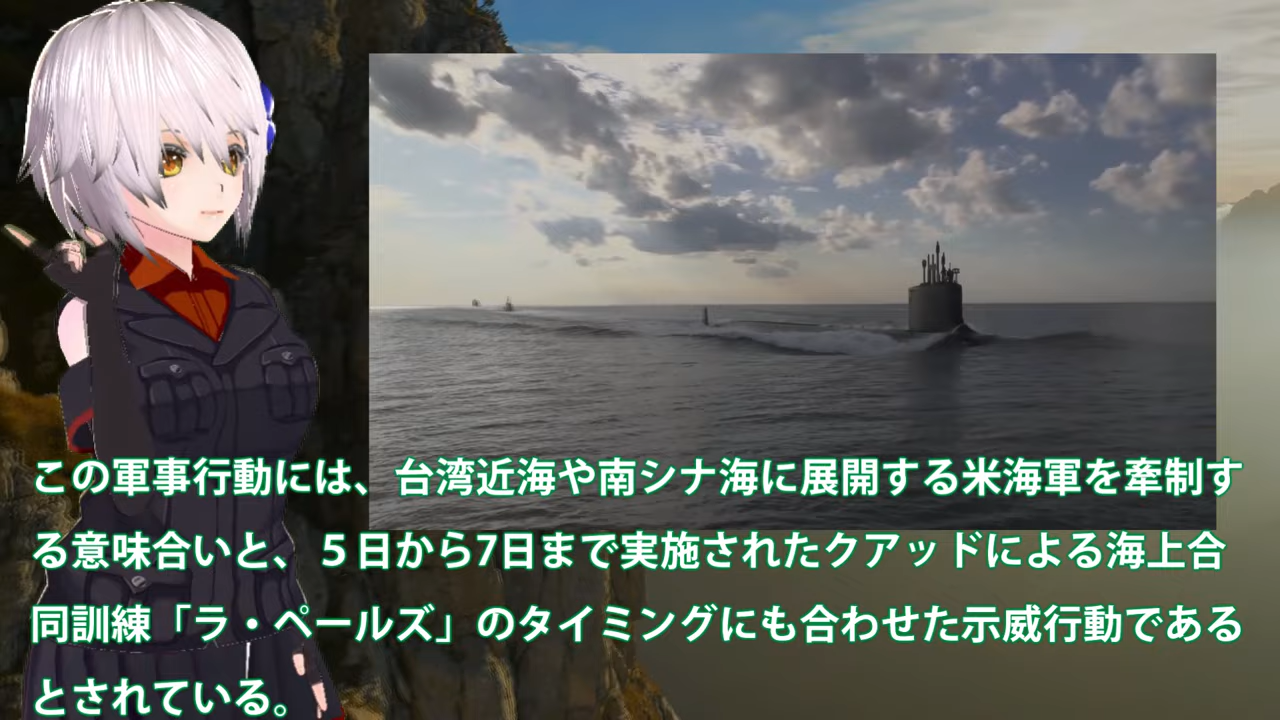 この軍事行動には、台湾近海や南シナ海に展開する米海軍を牽制す
る意味合いと、５日から7日まで実施されたクアッドによる海上合
同訓練「ラ・ペールズ」のタイミングにも合わせた示威行動である
とされている。